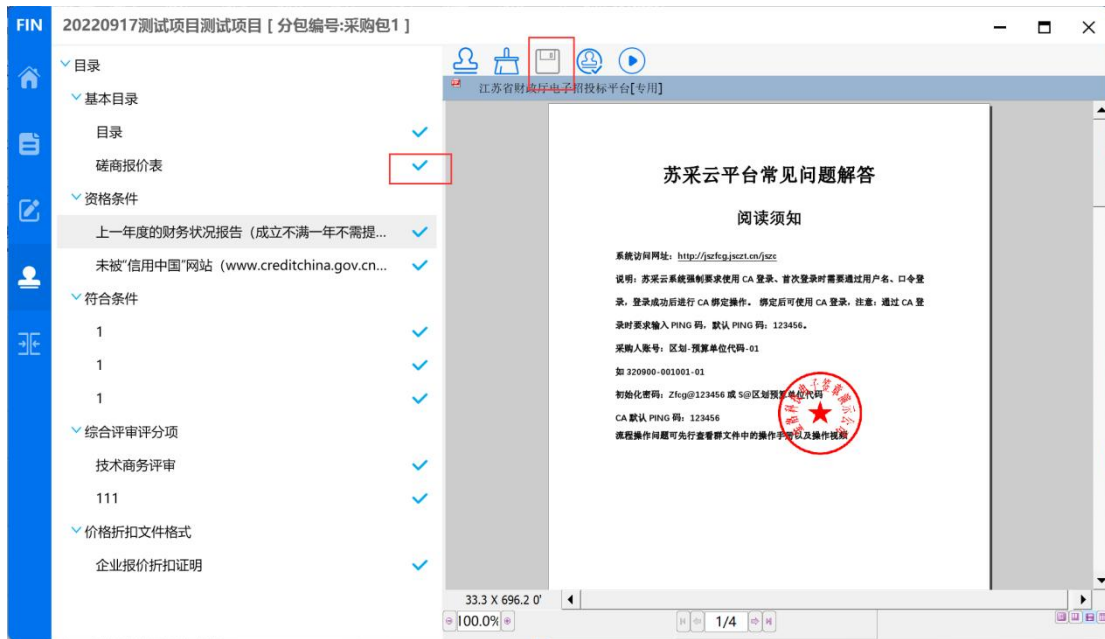 FIN
20220917测试项目测试项目 [ 分包编号:采购包1 ]
目录
基本目录
目录
磋商报价表
资格条件
上一年度的财务状况报告（成立不满一年不需提...
未被“信用中国”网站（www.creditchina.gov.cn...
符合条件
1
1
1
综合评审评分项
技术商务评审
111
价格折扣文件格式
企业报价折扣证明
江苏省财政厅电子招投标平台[专用]
苏采云平台常见问题解答
阅读须知
系统访问网址：http://jszfcg.jsczt.cn/jszc
说明：苏采云系统强制要求使用 CA 登录、首次登录时需要通过用户名、口令登
录，登录成功后进行 CA 绑定操作。 绑定后可使用 CA 登录，注意：通过 CA 登
录时要求输入 PING 码，默认 PING 码：123456。
采购人账号：区划-预算单位代码-01
如 320900-001001-01
初始化密码：Zfcg@123456 或 S@区划预算单位代码
CA 默认 PING 码：123456
流程操作问题可先行查看群文件中的操作手册以及操作视频
33.3 X 696.2 0'
100.0%
1/4